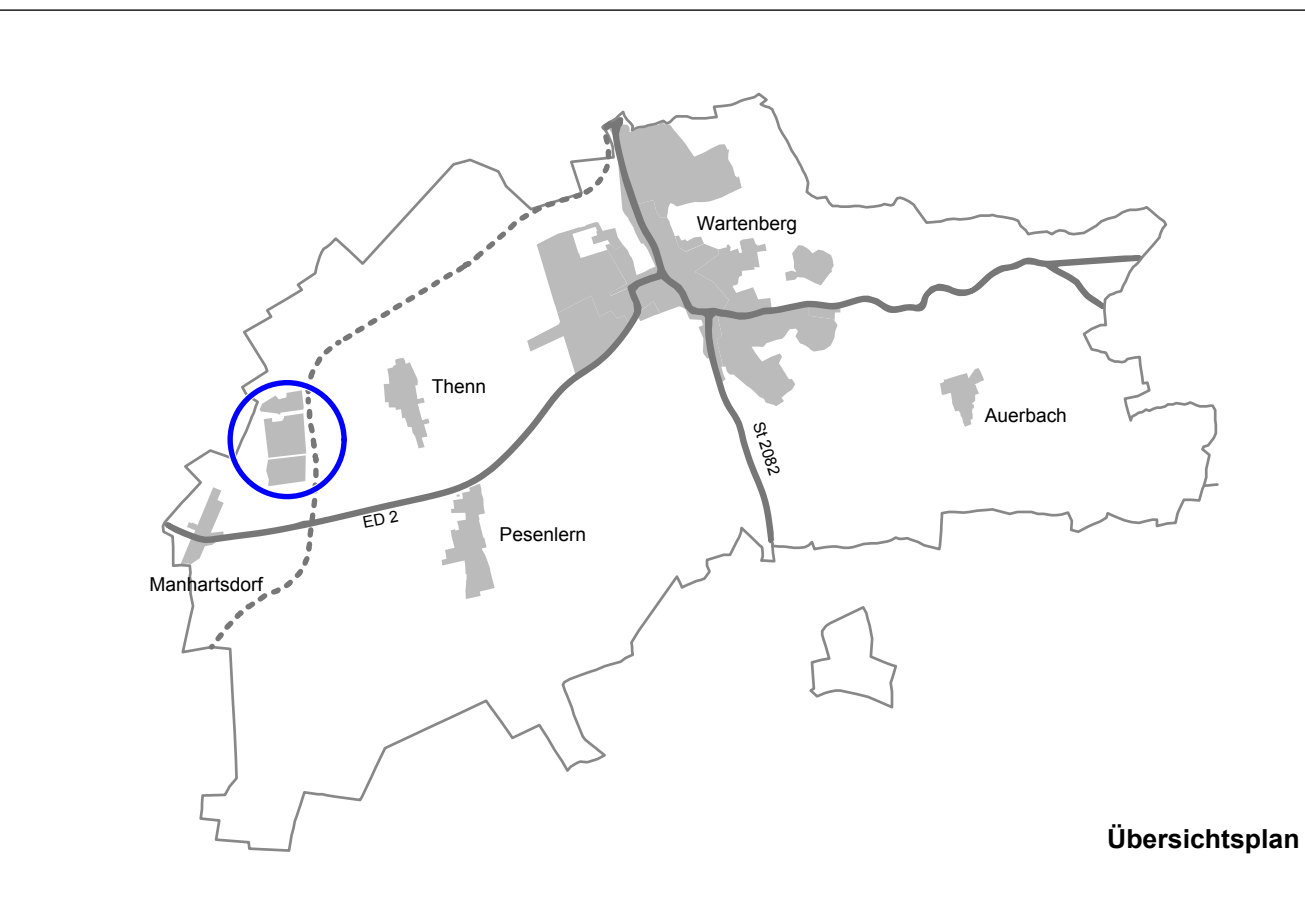 Wartenberg
Thenn
Auerbach
St 2082
ED 2
Pesenlern
Manhartsdorf
Übersichtsplan